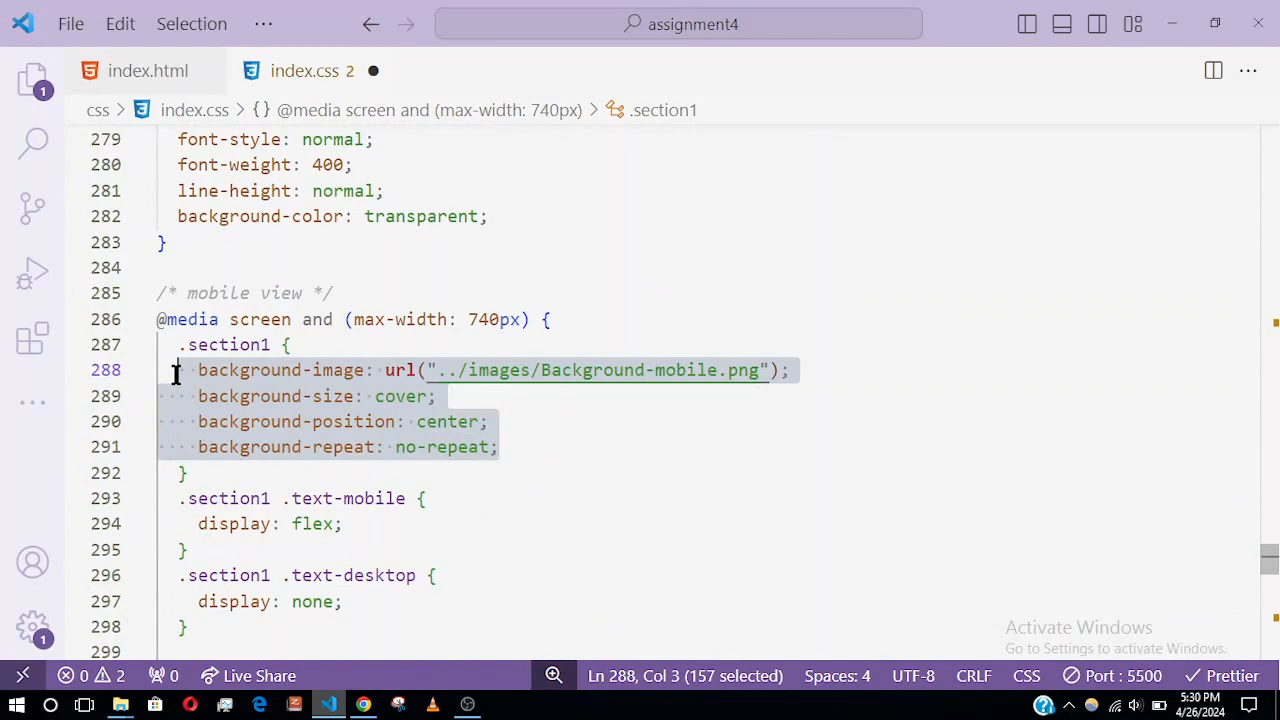 File Edit Selection ··· ← → assignment4
index.html index.css 2 ●
css > index.css > {} @media screen and (max-width: 740px) > .section1
279 font-style: normal;
280 font-weight: 400;
281 line-height: normal;
282 background-color: transparent;
283 }
284
285 /* mobile view */
286 @media screen and (max-width: 740px) {
287 .section1 {
288 background-image: url("../images/Background-mobile.png");
289 background-size: cover;
290 background-position: center;
291 background-repeat: no-repeat;
292 }
293 .section1 .text-mobile {
294 display: flex;
295 }
296 .section1 .text-desktop {
297 display: none;
298 }
299
1
1
Activate Windows
Go to Settings to activate Windows.
0 2 0 Live Share Ln 288, Col 3 (157 selected) Spaces: 4 UTF-8 CRLF CSS Port : 5500 Prettier
5:30 PM
4/26/2024